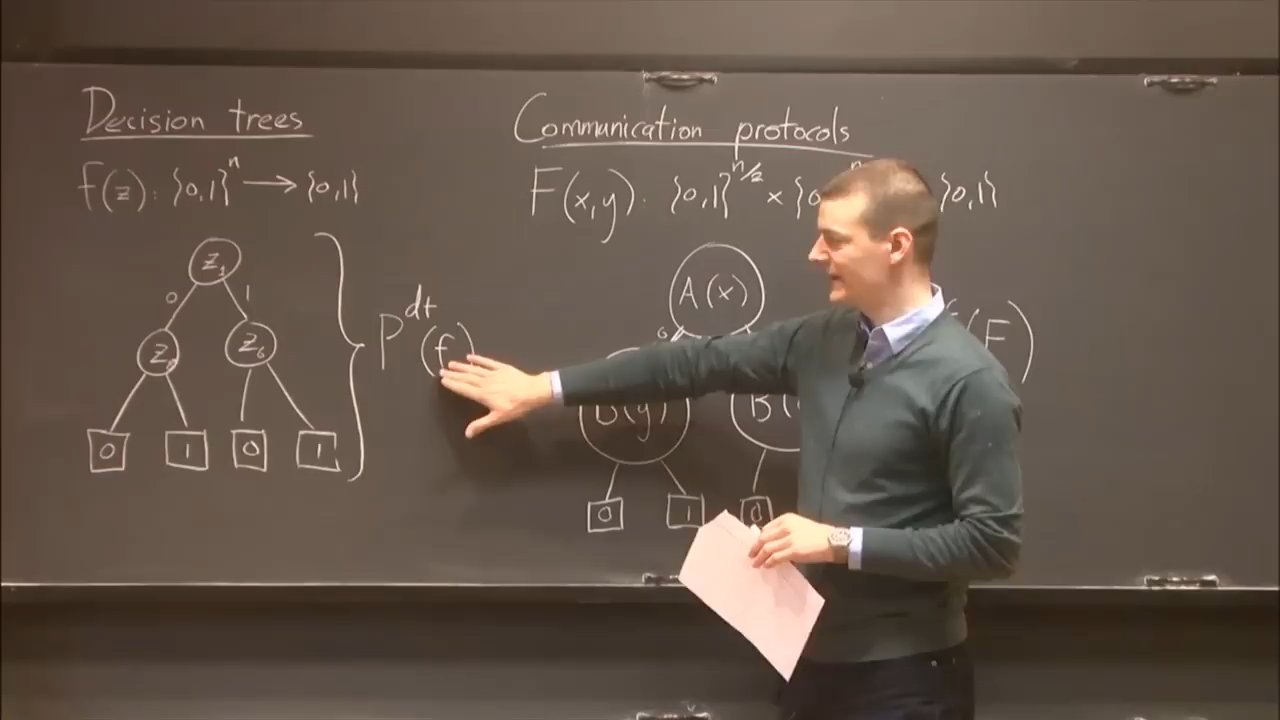 Decision trees
f(z): {0,1}^n → {0,1}
z₁
0 1
z₆
0 1 0 1
P^dt(f)
Communication protocols
F(x,y): {0,1}^n/2 × {0 {0,1}
A(x)
(F)
0 1 0